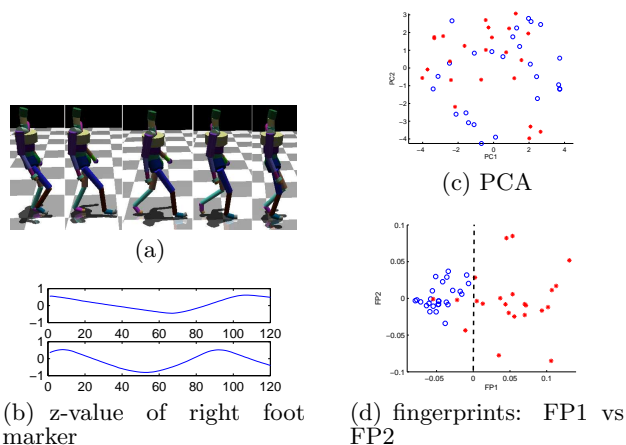 3
2
1
0
−1
−2
−3
−4
−4 −2 0 2 4
PC2
PC1
(c) PCA
(a)
1
0
−1
0 20 40 60 80 100 120
1
0
−1
0 20 40 60 80 100 120
(b) z-value of right foot
marker
0.1
0.05
0
−0.05
−0.1
−0.05 0 0.05 0.1
FP2
FP1
(d) fingerprints: FP1 vs
FP2